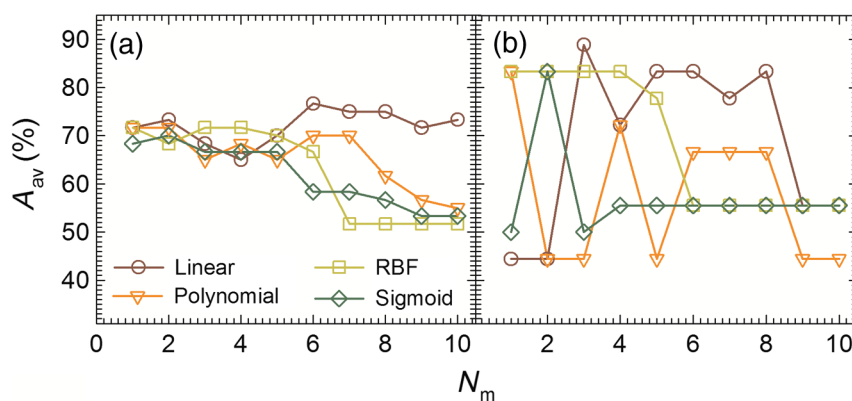 (a) (b)
90
80
70
60
50
40
A_av (%)
Linear RBF
Polynomial Sigmoid
0 2 4 6 8 10 2 4 6 8 10
N_m